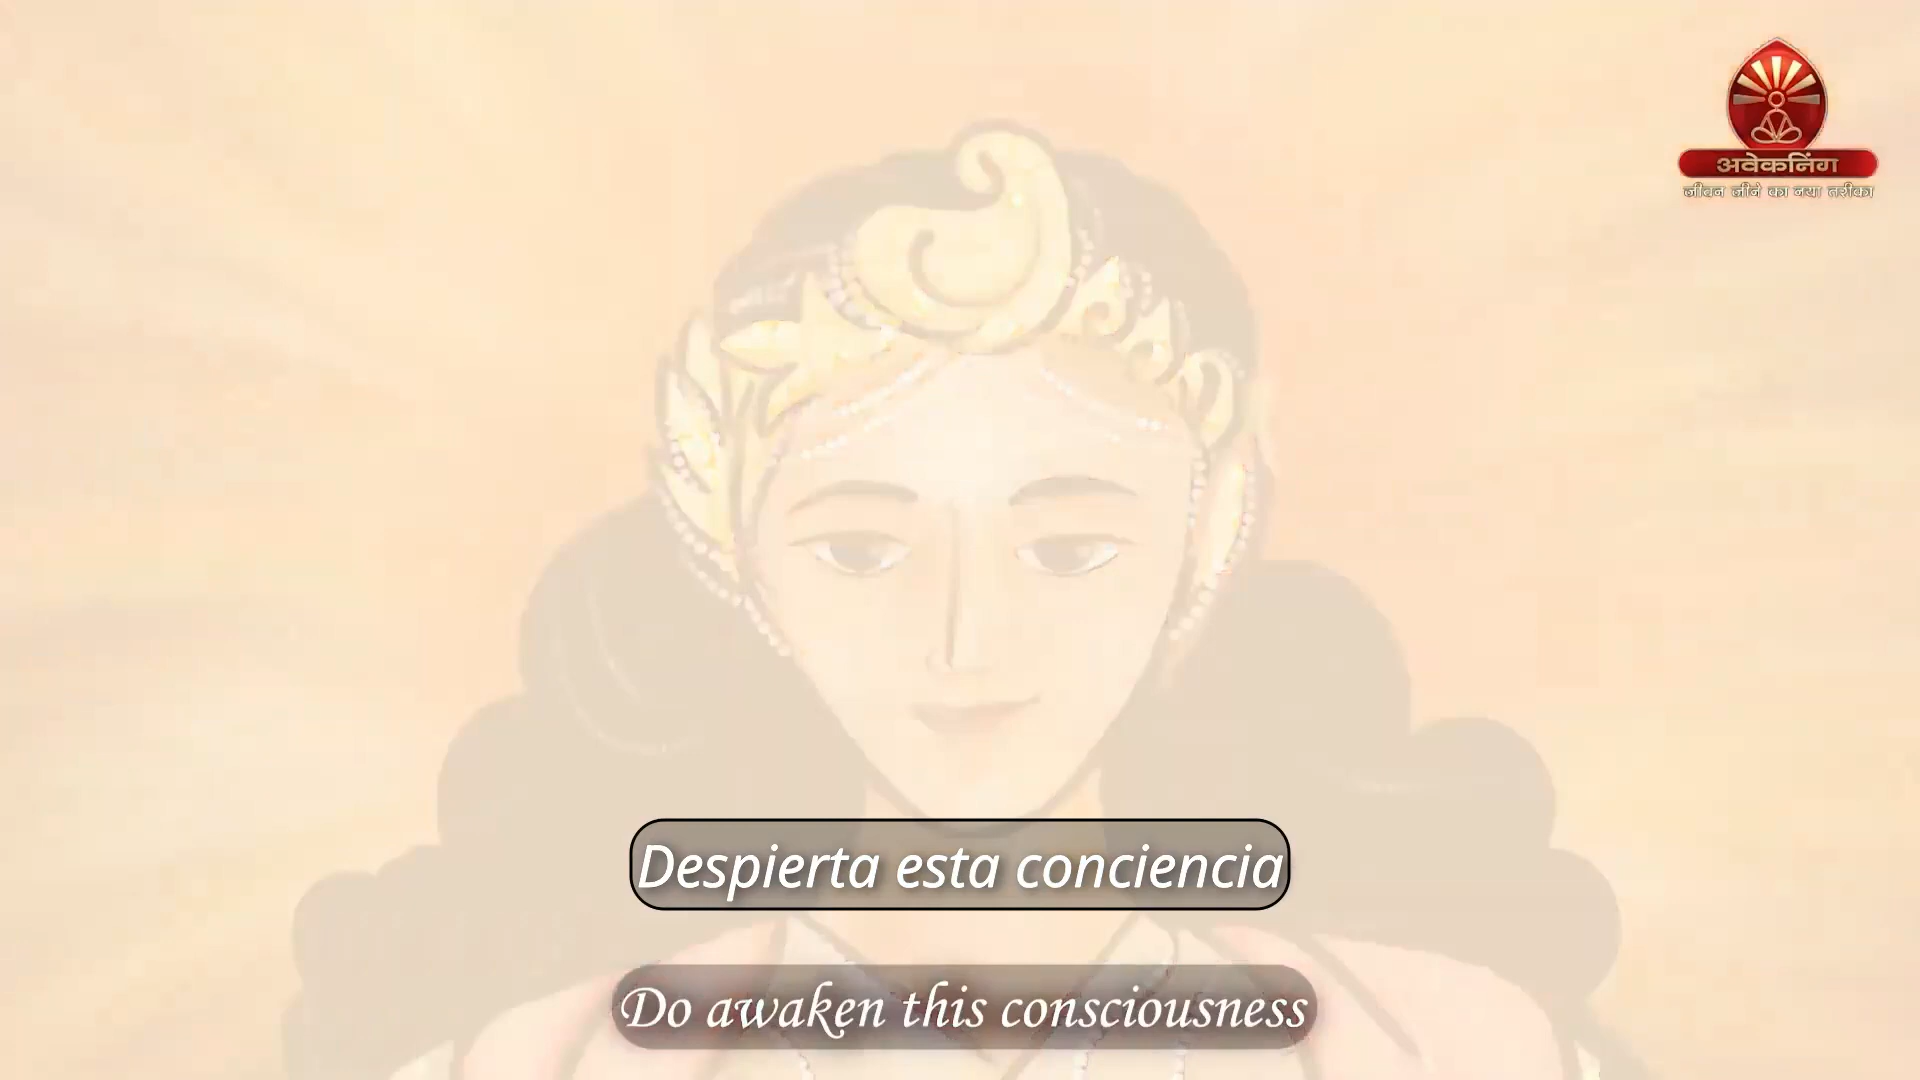 अवेकनिंग
जीवन जीने का नया तरीका
Despierta esta conciencia
Do awaken this consciousness